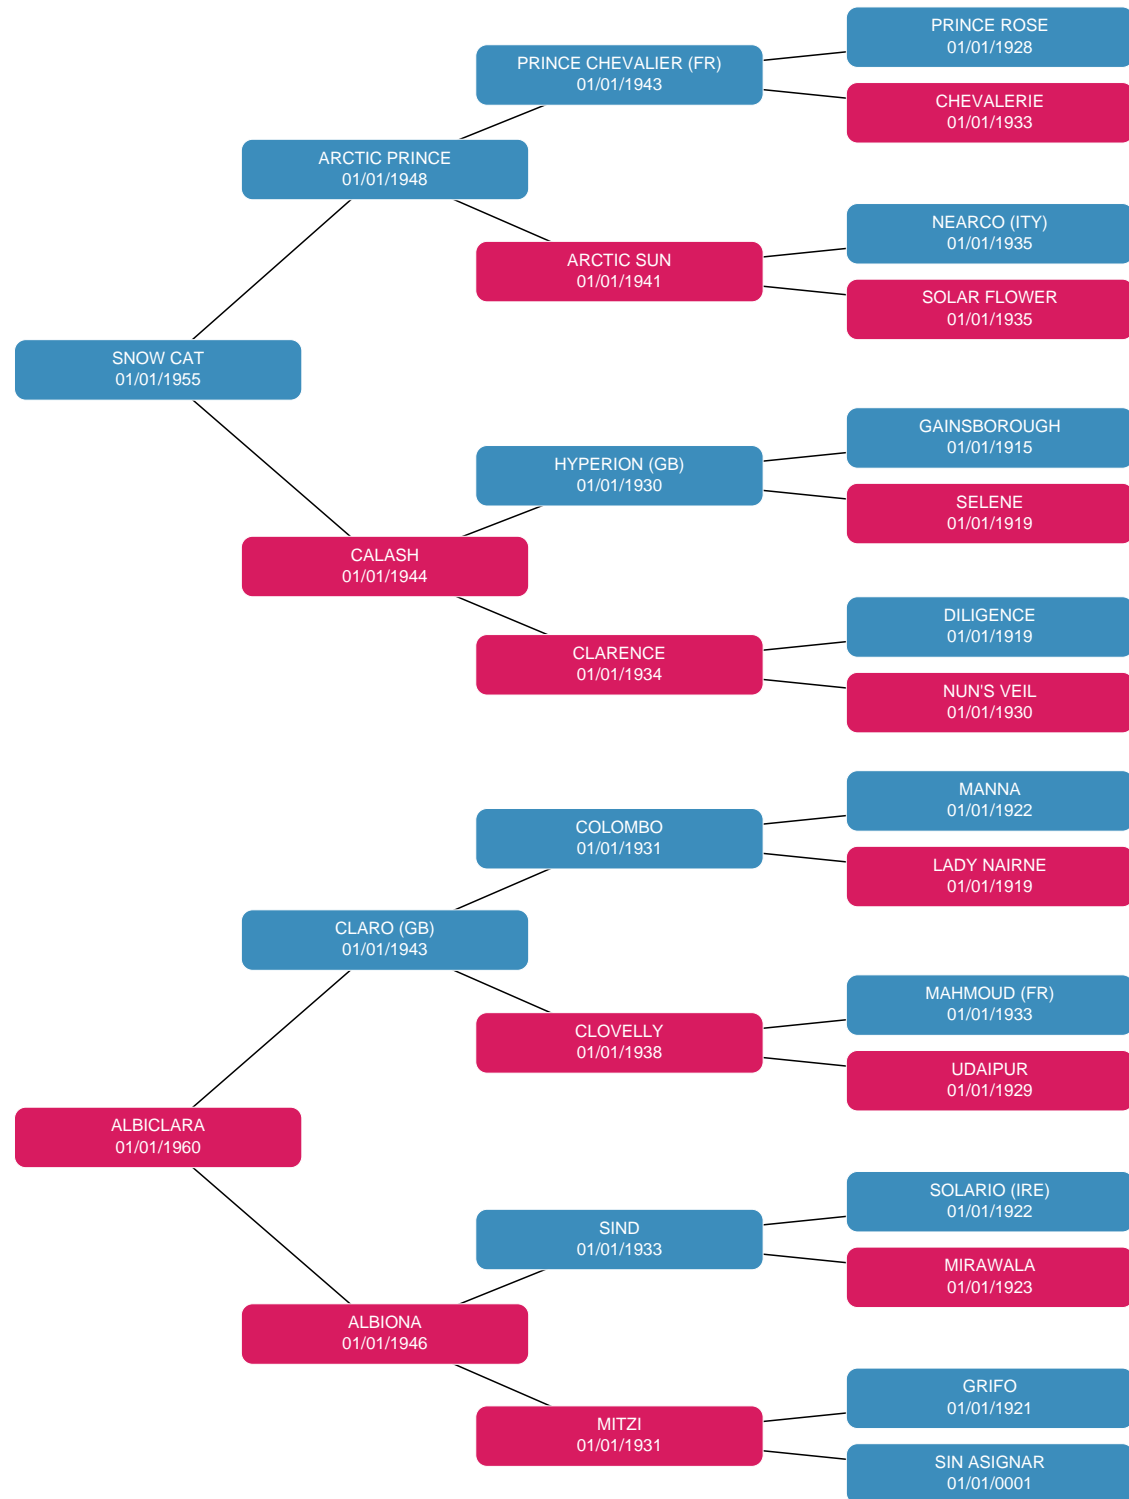 PRINCE ROSE
01/01/1928
PRINCE CHEVALIER (FR)
01/01/1943
CHEVALERIE
01/01/1933
ARCTIC PRINCE
01/01/1948
NEARCO (ITY)
01/01/1935
ARCTIC SUN
01/01/1941
SOLAR FLOWER
01/01/1935
SNOW CAT
01/01/1955
GAINSBOROUGH
01/01/1915
HYPERION (GB)
01/01/1930
SELENE
01/01/1919
CALASH
01/01/1944
DILIGENCE
01/01/1919
CLARENCE
01/01/1934
NUN'S VEIL
01/01/1930
MANNA
01/01/1922
COLOMBO
01/01/1931
LADY NAIRNE
01/01/1919
CLARO (GB)
01/01/1943
MAHMOUD (FR)
01/01/1933
CLOVELLY
01/01/1938
UDAIPUR
01/01/1929
ALBICLARA
01/01/1960
SOLARIO (IRE)
01/01/1922
SIND
01/01/1933
MIRAWALA
01/01/1923
ALBIONA
01/01/1946
GRIFO
01/01/1921
MITZI
01/01/1931
SIN ASIGNAR
01/01/0001